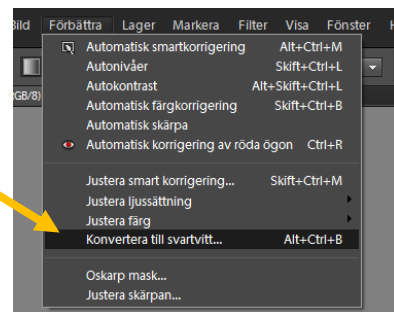 ild Förbättra Lager Markera Filter Visa Fönster
GB/8)
Automatisk smartkorrigering Alt+Ctrl+M
Autonivåer Skift+Ctrl+L
Autokontrast Alt+Skift+Ctrl+L
Automatisk färgkorrigering Skift+Ctrl+B
Automatisk skärpa
Automatisk korrigering av röda ögon Ctrl+R
Justera smart korrigering... Skift+Ctrl+M
Justera ljussättning
Justera färg
Konvertera till svartvitt... Alt+Ctrl+B
Oskarp mask...
Justera skärpan...